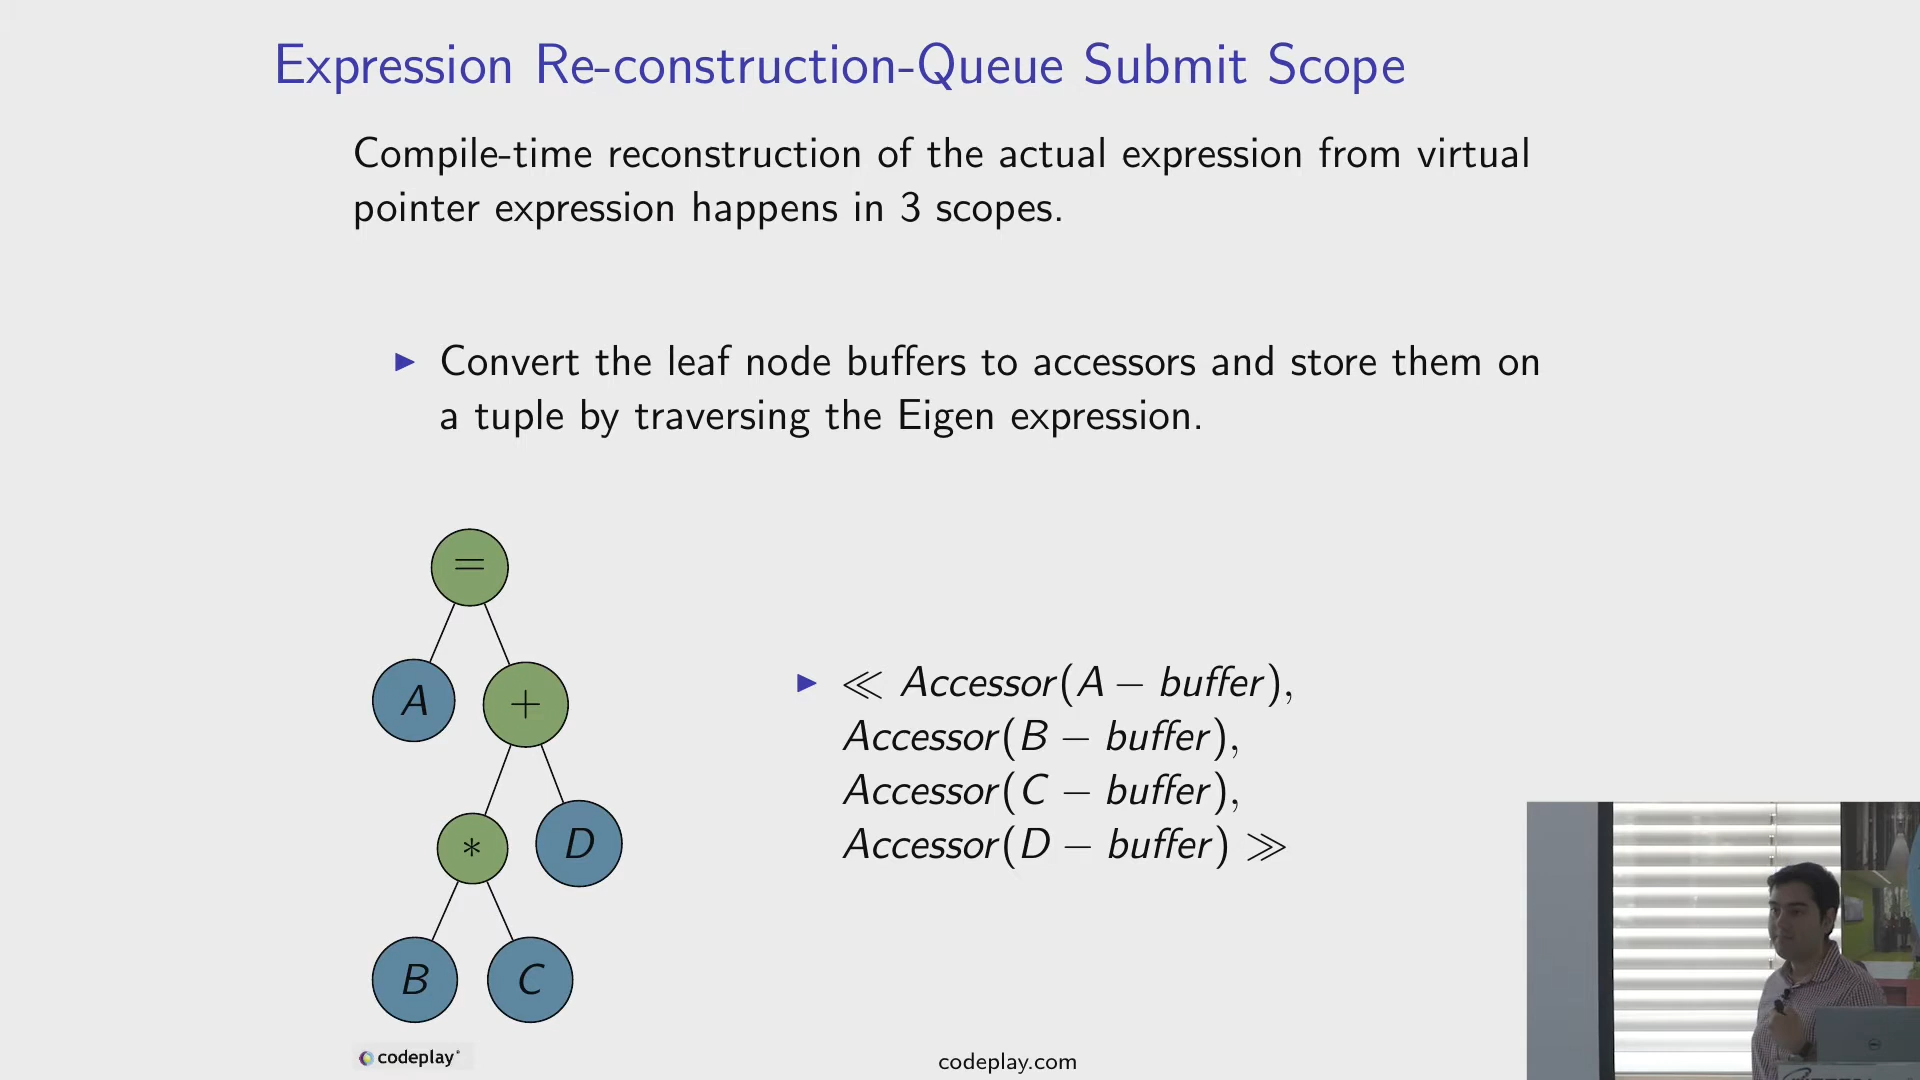 Expression Re-construction-Queue Submit Scope
Compile-time reconstruction of the actual expression from virtual
pointer expression happens in 3 scopes.
▶ Convert the leaf node buffers to accessors and store them on
a tuple by traversing the Eigen expression.
=
A
+
*
D
B
C
▶ ≪ Accessor(A − buffer),
Accessor(B − buffer),
Accessor(C − buffer),
Accessor(D − buffer) ≫
codeplay
codeplay.com